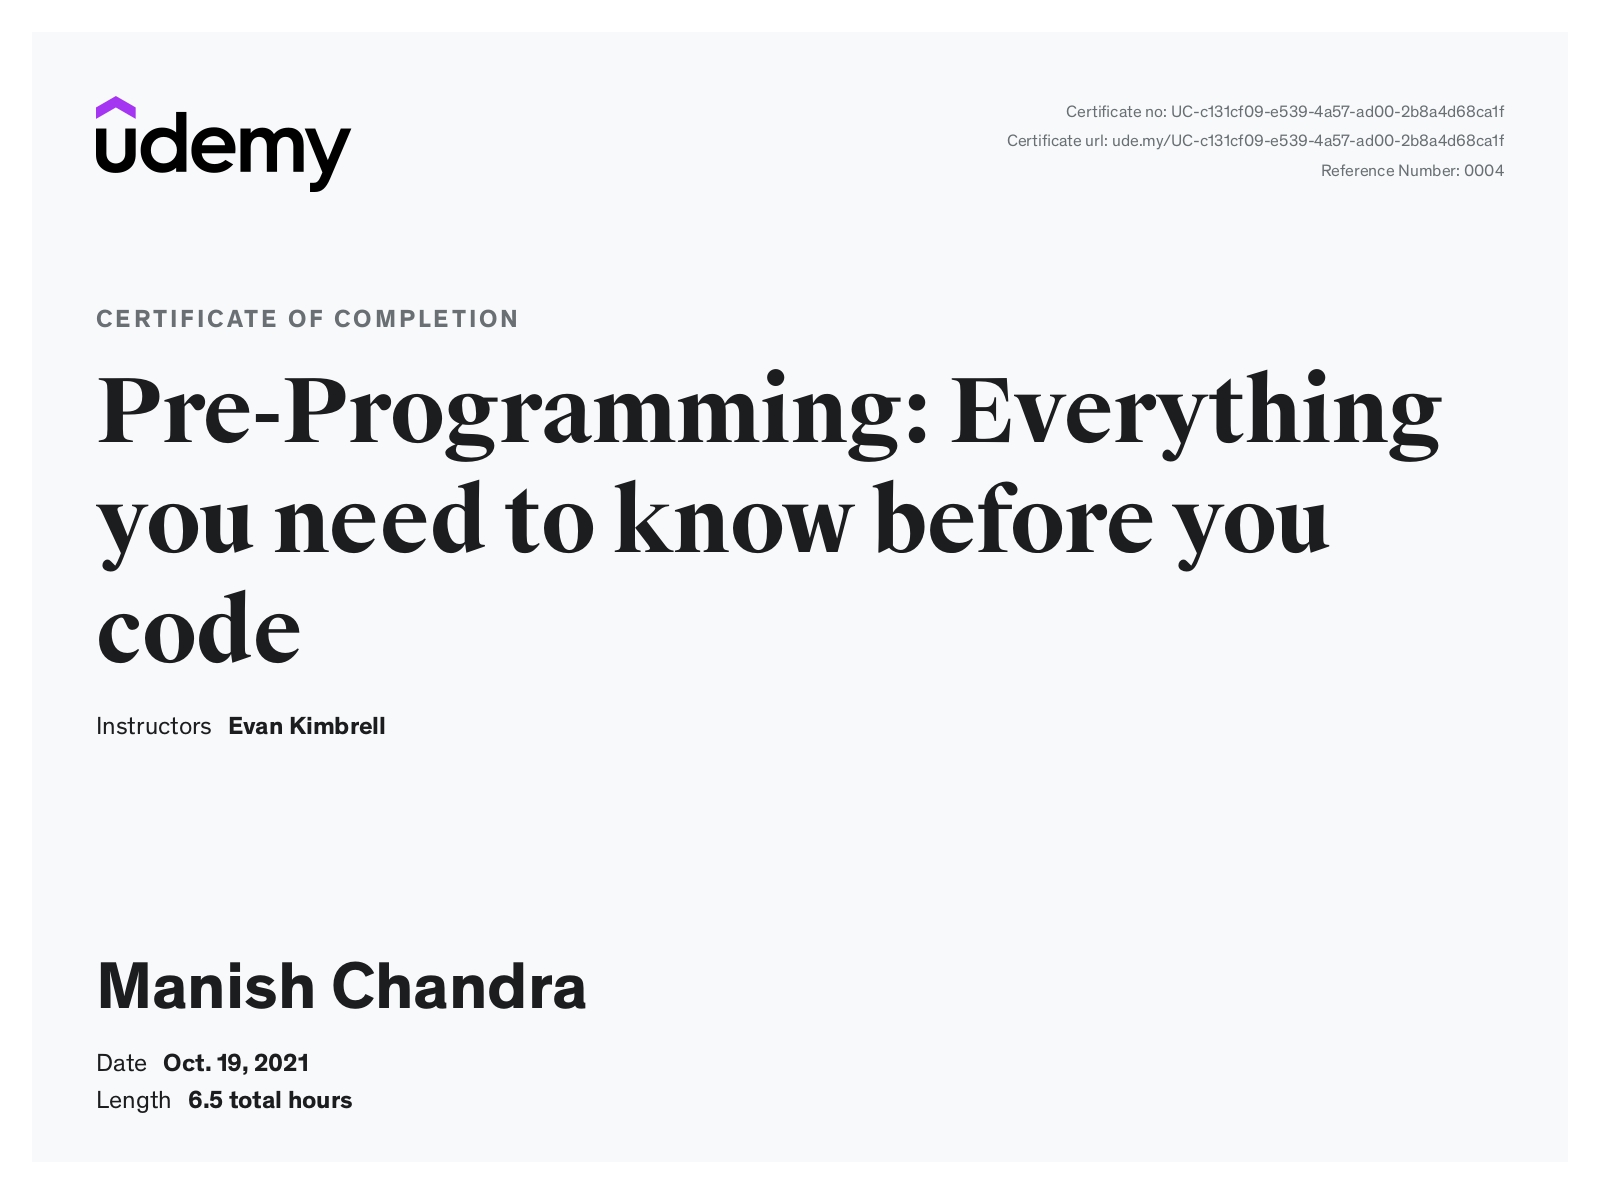 udemy
Certificate no: UC-c131cf09-e539-4a57-ad00-2b8a4d68ca1f
Certificate url: ude.my/UC-c131cf09-e539-4a57-ad00-2b8a4d68ca1f
Reference Number: 0004
CERTIFICATE OF COMPLETION
Pre-Programming: Everything
you need to know before you
code
Instructors Evan Kimbrell
Manish Chandra
Date Oct. 19, 2021
Length 6.5 total hours